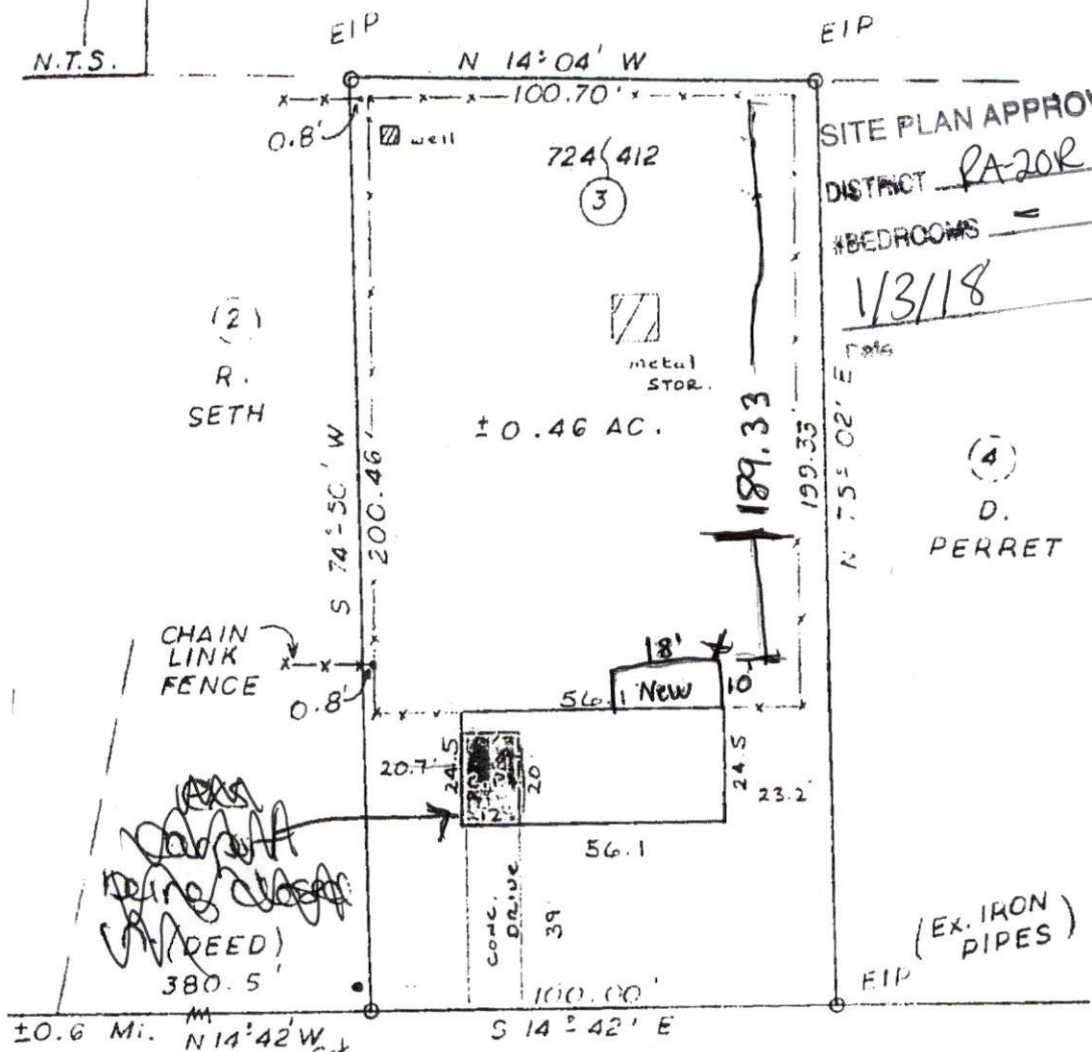 N.T.S.
EIP
EIP
N 14° 04' W
100.70'
0.8'
well
724 412
3
SITE PLAN APPROV
DISTRICT RA-20R
#BEDROOMS -
1/3/18
Date
(2)
R.
SETH
metal
STOR.
± 0.46 AC.
S 74° 50' W
200.46'
189.33
199.33'
N 75° 02' E
4
D.
PERRET
CHAIN
LINK
FENCE
0.8'
18'
New
10'
56.1
20.7'
24.5
20'
12
24.5
23.2'
56.1
being closed
(DEED)
380.5'
CONC.
DRIVE
39'
(EX. IRON
PIPES)
EIP
100.00'
±0.6 Mi.
N 14° 42' W
S 14° 42' E